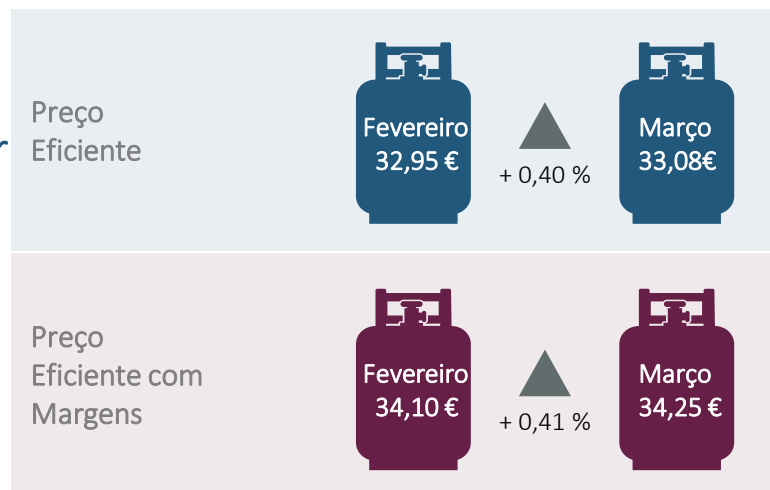 Preço
Eficiente
Fevereiro
32,95 €
+ 0,40 %
Março
33,08€
Preço
Eficiente com
Margens
Fevereiro
34,10 €
+ 0,41 %
Março
34,25 €